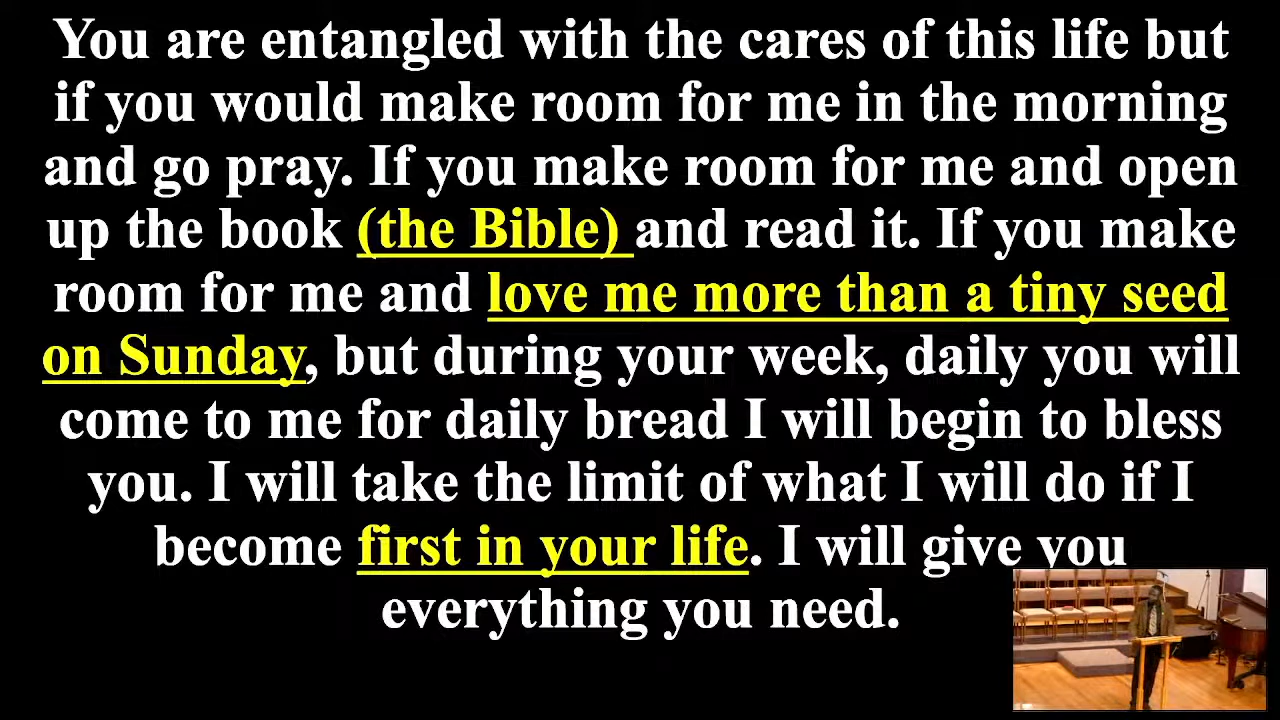 You are entangled with the cares of this life but
if you would make room for me in the morning
and go pray. If you make room for me and open
up the book (the Bible) and read it. If you make
room for me and love me more than a tiny seed
on Sunday, but during your week, daily you will
come to me for daily bread I will begin to bless
you. I will take the limit of what I will do if I
become first in your life. I will give you
everything you need.